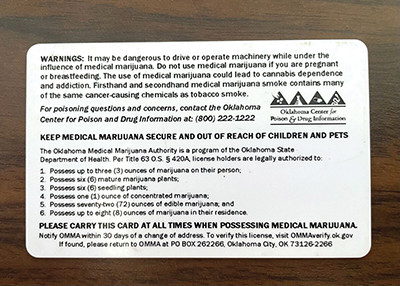 WARNINGS: It may be dangerous to drive or operate machinery while under the
influence of medical marijuana. Do not use medical marijuana if you are pregnant
or breastfeeding. The use of medical marijuana could lead to cannabis dependence
and addiction. Firsthand and secondhand medical marijuana smoke contains many
of the same cancer-causing chemicals as tobacco smoke.
For poisoning questions and concerns, contact the Oklahoma
Center for Poison and Drug Information at: (800) 222-1222
Oklahoma Center for
Poison & Drug Information
KEEP MEDICAL MARIJUANA SECURE AND OUT OF REACH OF CHILDREN AND PETS
The Oklahoma Medical Marijuana Authority is a program of the Oklahoma State
Department of Health. Per Title 63 O.S. § 420A, license holders are legally authorized to:
1. Possess up to three (3) ounces of marijuana on their person;
2. Possess six (6) mature marijuana plants;
3. Possess six (6) seedling plants;
4. Possess one (1) ounce of concentrated marijuana;
5. Possess seventy-two (72) ounces of edible marijuana; and
6. Possess up to eight (8) ounces of marijuana in their residence.
PLEASE CARRY THIS CARD AT ALL TIMES WHEN POSSESSING MEDICAL MARIJUANA.
Notify OMMA within 30 days of a change of address. To verify this license, visit OMMAverify.ok.gov
If found, please return to OMMA at PO BOX 262266, Oklahoma City, OK 73126-2266